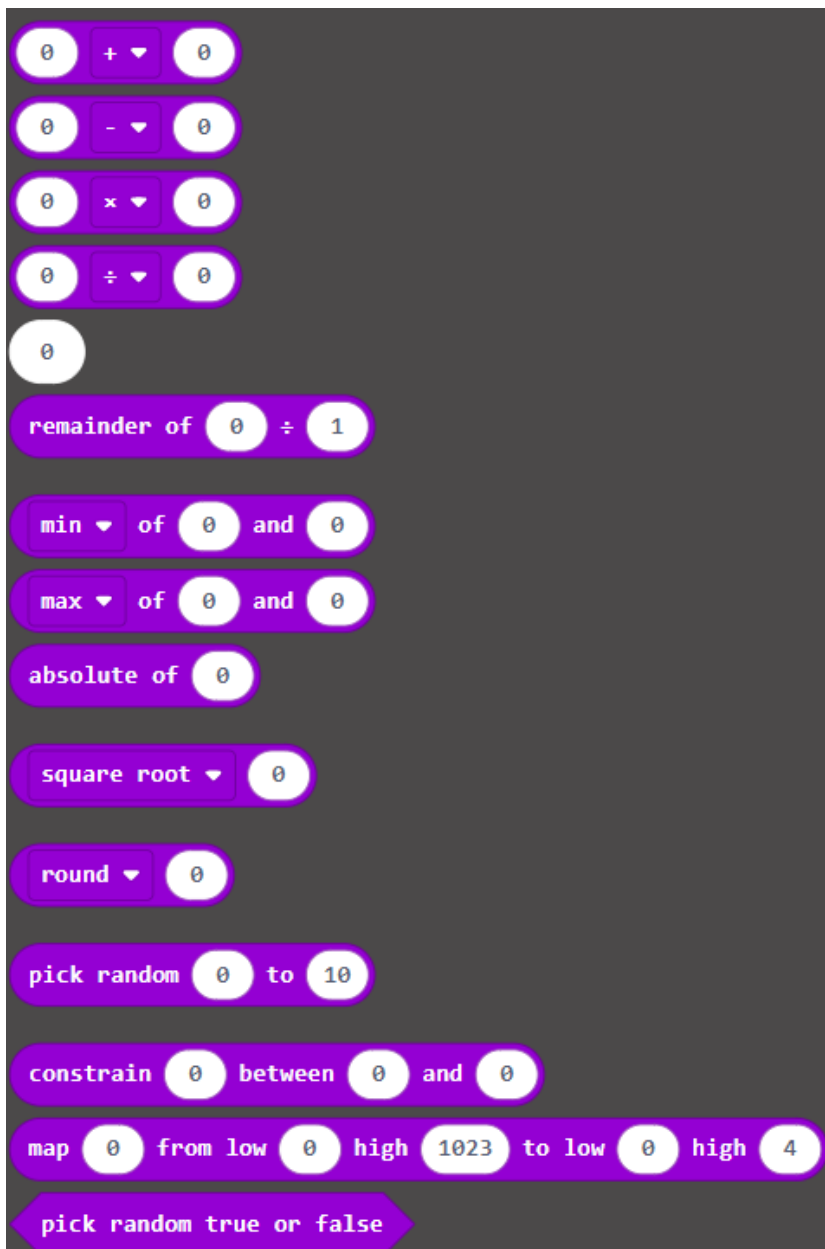 0 + 0
0 - 0
0 × 0
0 ÷ 0
0
remainder of 0 ÷ 1
min of 0 and 0
max of 0 and 0
absolute of 0
square root 0
round 0
pick random 0 to 10
constrain 0 between 0 and 0
map 0 from low 0 high 1023 to low 0 high 4
pick random true or false